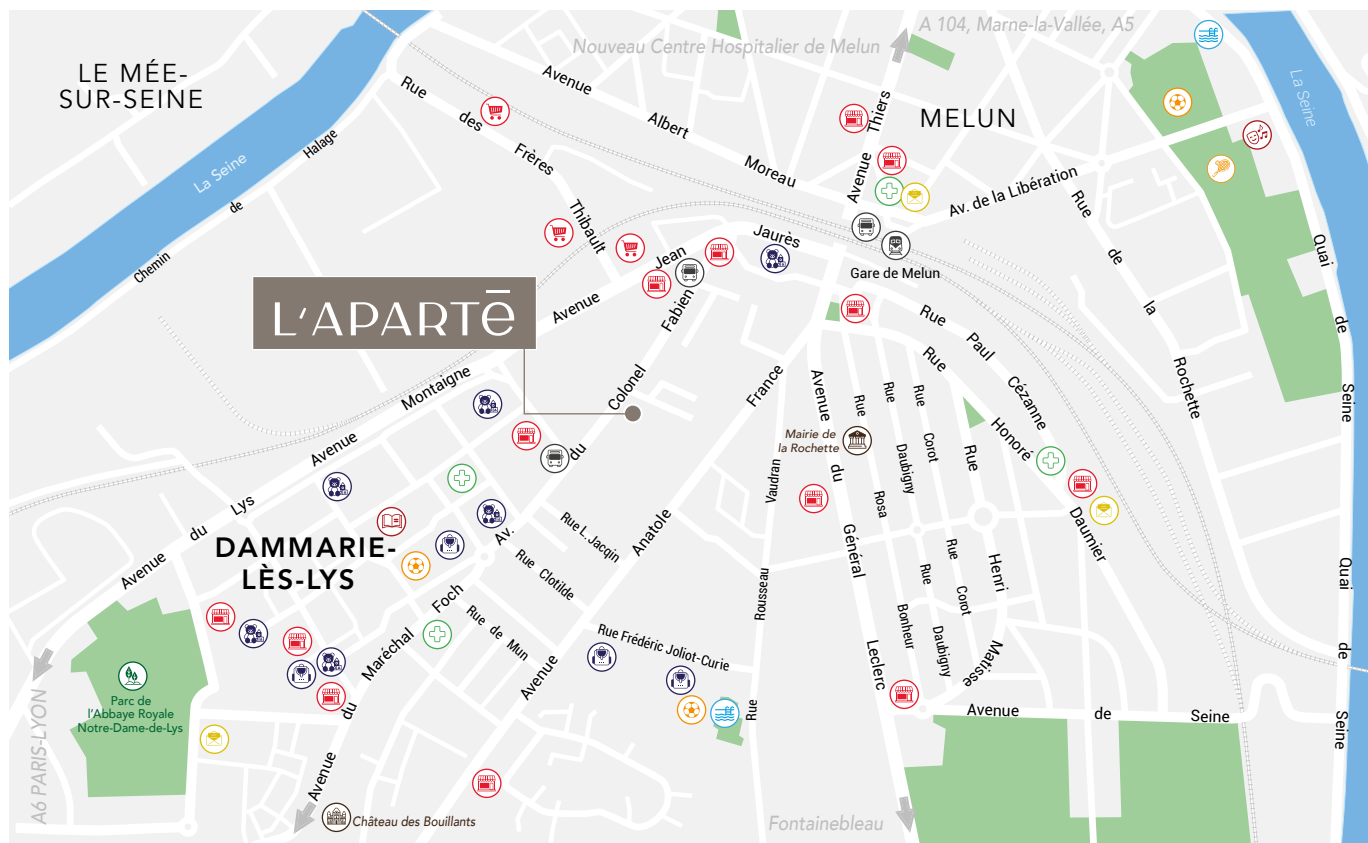 A 104, Marne-la-Vallée, A5
Nouveau Centre Hospitalier de Melun
LE MÉE-
SUR-SEINE
MELUN
La Seine
La Seine
Chemin de Halage
Rue des Frères Thibault
Avenue Albert Moreau
Avenue Thiers
Av. de la Libération
Rue de la Rochette
Quai de Seine
Quai de Seine
Gare de Melun
Avenue Jean Jaurès
L'APARTē
Av. du Colonel Fabien
Avenue Montaigne
Avenue du Lys
DAMMARIE-
LÈS-LYS
Avenue Anatole France
Avenue du Général Leclerc
Mairie de
la Rochette
Rue Rosa Bonheur
Rue Daubigny
Rue Daubigny
Rue Corot
Rue Corot
Rue Henri Matisse
Rue Paul Cézanne
Rue Honoré Daumier
Rue L. Jacqin
Rue Clotilde
Rue de Mun
Avenue du Maréchal Foch
Rue Frédéric Joliot-Curie
Rue Rousseau Vaudran
Avenue de Seine
Parc de
l'Abbaye Royale
Notre-Dame-de-Lys
A6 PARIS-LYON
Château des Bouillants
Fontainebleau